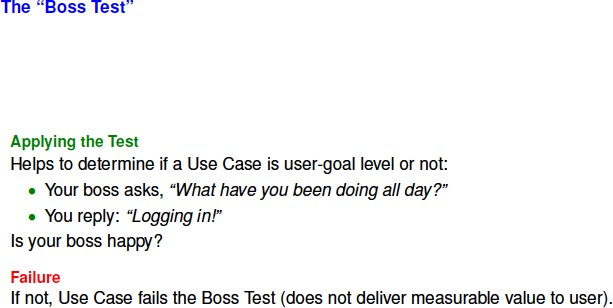 The “Boss Test”
Applying the Test
Helps to determine if a Use Case is user-goal level or not:
• Your boss asks, “What have you been doing all day?”
• You reply: “Logging in!”
Is your boss happy?
Failure
If not, Use Case fails the Boss Test (does not deliver measurable value to user).